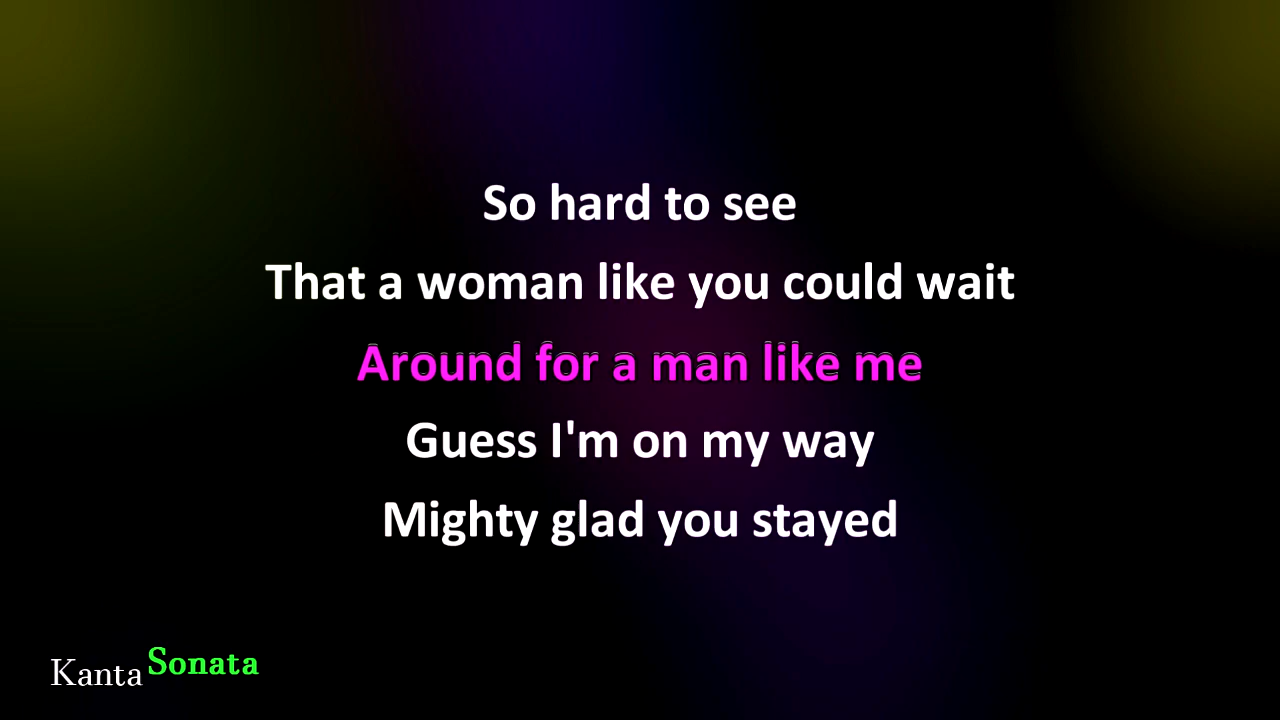 So hard to see
That a woman like you could wait
Around for a man like me
Guess I'm on my way
Mighty glad you stayed
Kanta Sonata